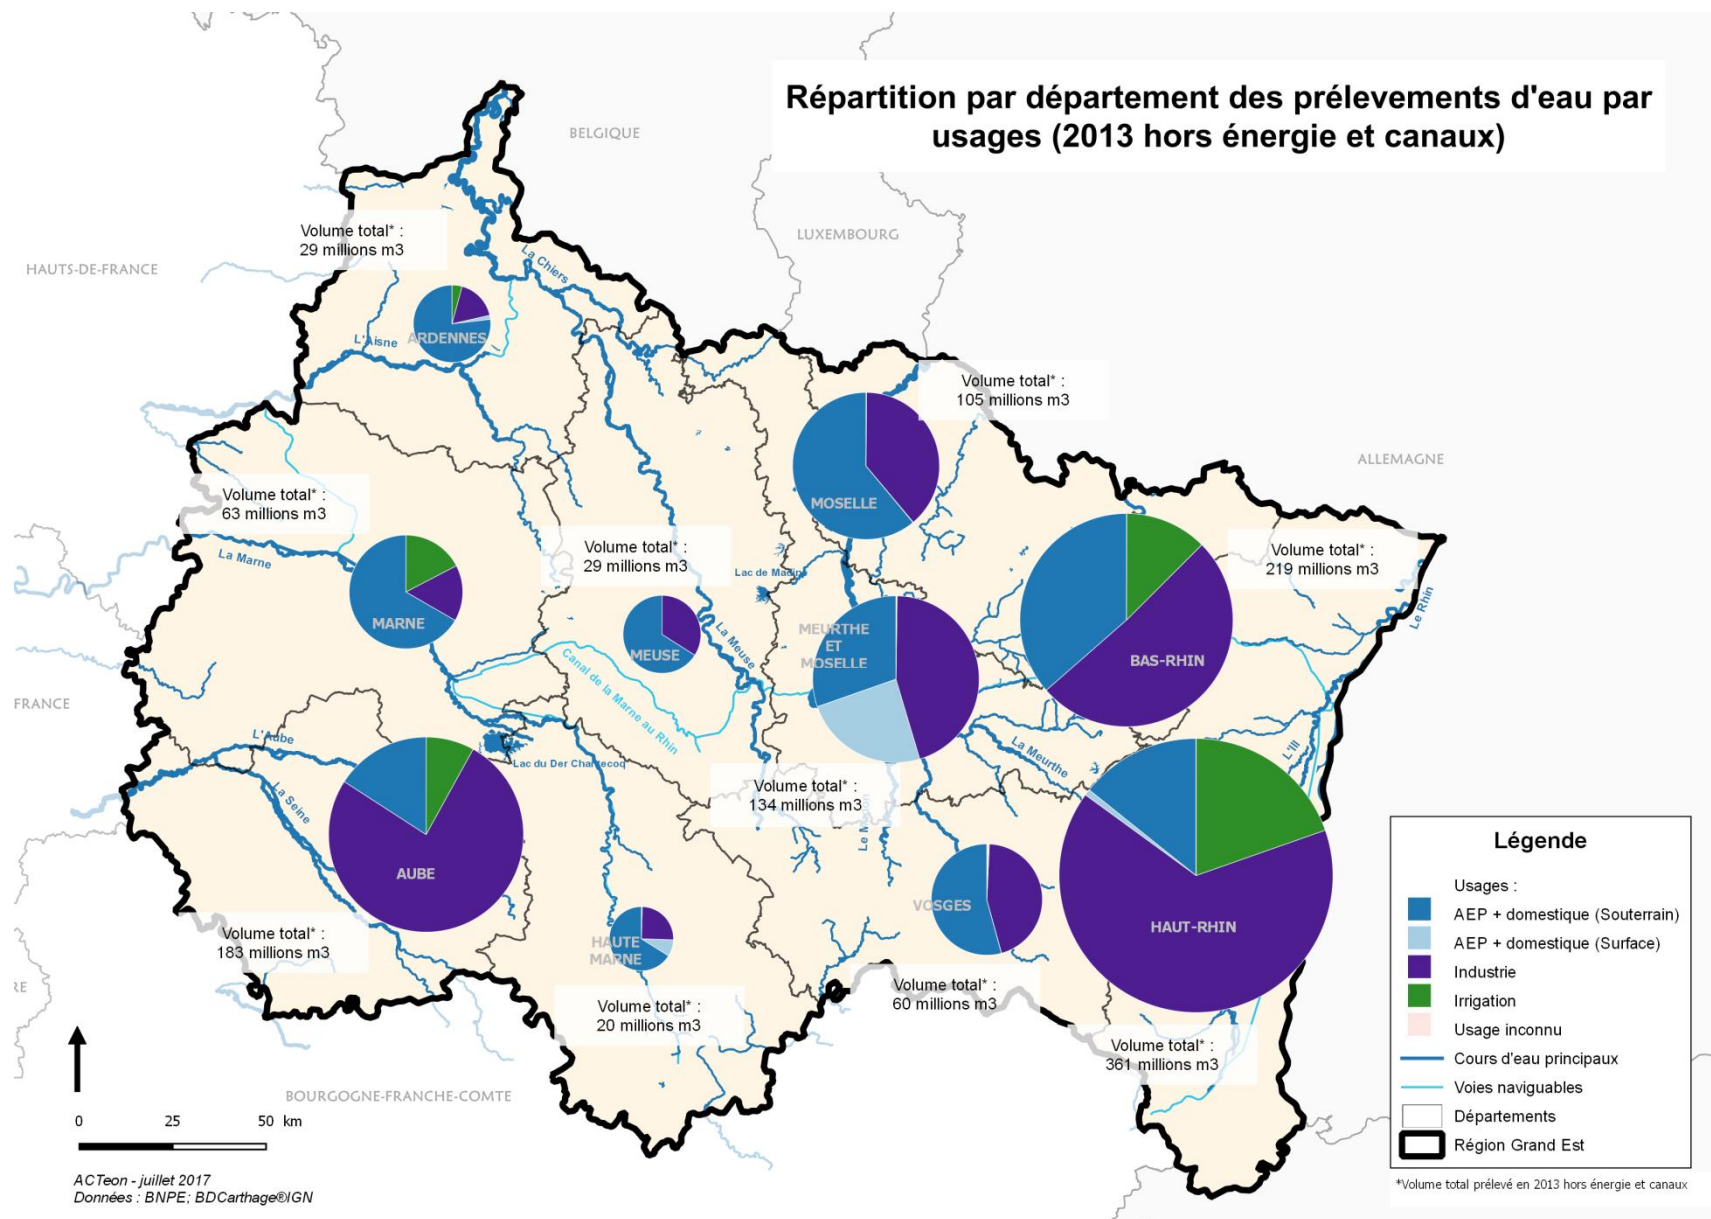 Répartition par département des prélevements d'eau par
usages (2013 hors énergie et canaux)
BELGIQUE
LUXEMBOURG
HAUTS-DE-FRANCE
ALLEMAGNE
FRANCE
BOURGOGNE-FRANCHE-COMTE
RE
Volume total* :
29 millions m3
La Chiers
ARDENNES
L'Aisne
Volume total* :
105 millions m3
MOSELLE
Volume total* :
63 millions m3
La Marne
MARNE
Volume total* :
29 millions m3
MEUSE
Lac de Madine
La Meuse
Canal de la Marne au Rhin
MEURTHE
ET
MOSELLE
Volume total* :
134 millions m3
Volume total* :
219 millions m3
BAS-RHIN
Le Rhin
L'Ill
La Meurthe
L'Aube
La Seine
Lac du Der Chantecoq
AUBE
Volume total* :
183 millions m3
HAUTE
MARNE
Volume total* :
20 millions m3
VOSGES
Volume total* :
60 millions m3
HAUT-RHIN
Volume total* :
361 millions m3
Légende
Usages :
AEP + domestique (Souterrain)
AEP + domestique (Surface)
Industrie
Irrigation
Usage inconnu
Cours d'eau principaux
Voies naviguables
Départements
Région Grand Est
*Volume total prélevé en 2013 hors énergie et canaux
0 25 50 km
ACTeon - juillet 2017
Données : BNPE; BDCarthage®IGN